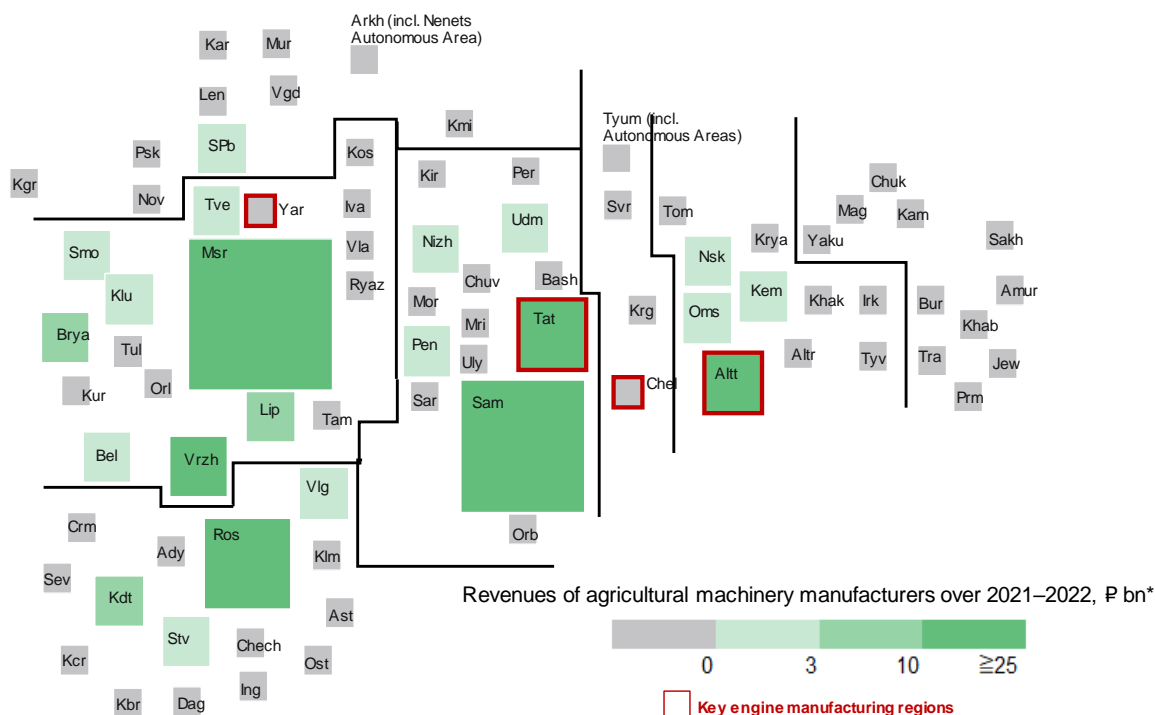 Arkh (incl. Nenets
Autonomous Area)
Kar
Mur
Len
Vgd
Kmi
Tyum (incl.
Autonomous Areas)
SPb
Psk
Kos
Kir
Per
Chuk
Kgr
Nov
Tve
Yar
Iva
Udm
Svr
Tom
Mag
Kam
Smo
Msr
Vla
Nizh
Nsk
Krya
Yaku
Sakh
Klu
Ryaz
Chuv
Bash
Kem
Mor
Krg
Oms
Khak
Irk
Bur
Amur
Brya
Tul
Pen
Mri
Tat
Khab
Uly
Altr
Tyv
Tra
Jew
Kur
Orl
Sar
Sam
Chel
Altt
Prm
Lip
Tam
Bel
Vrzh
Vlg
Crm
Ros
Orb
Ady
Klm
Sev
Kdt
Ast
Revenues of agricultural machinery manufacturers over 2021–2022, ₽ bn*
Stv
Chech
Kcr
Ost
0 3 10 ≧25
Ing
Kbr
Dag
Key engine manufacturing regions